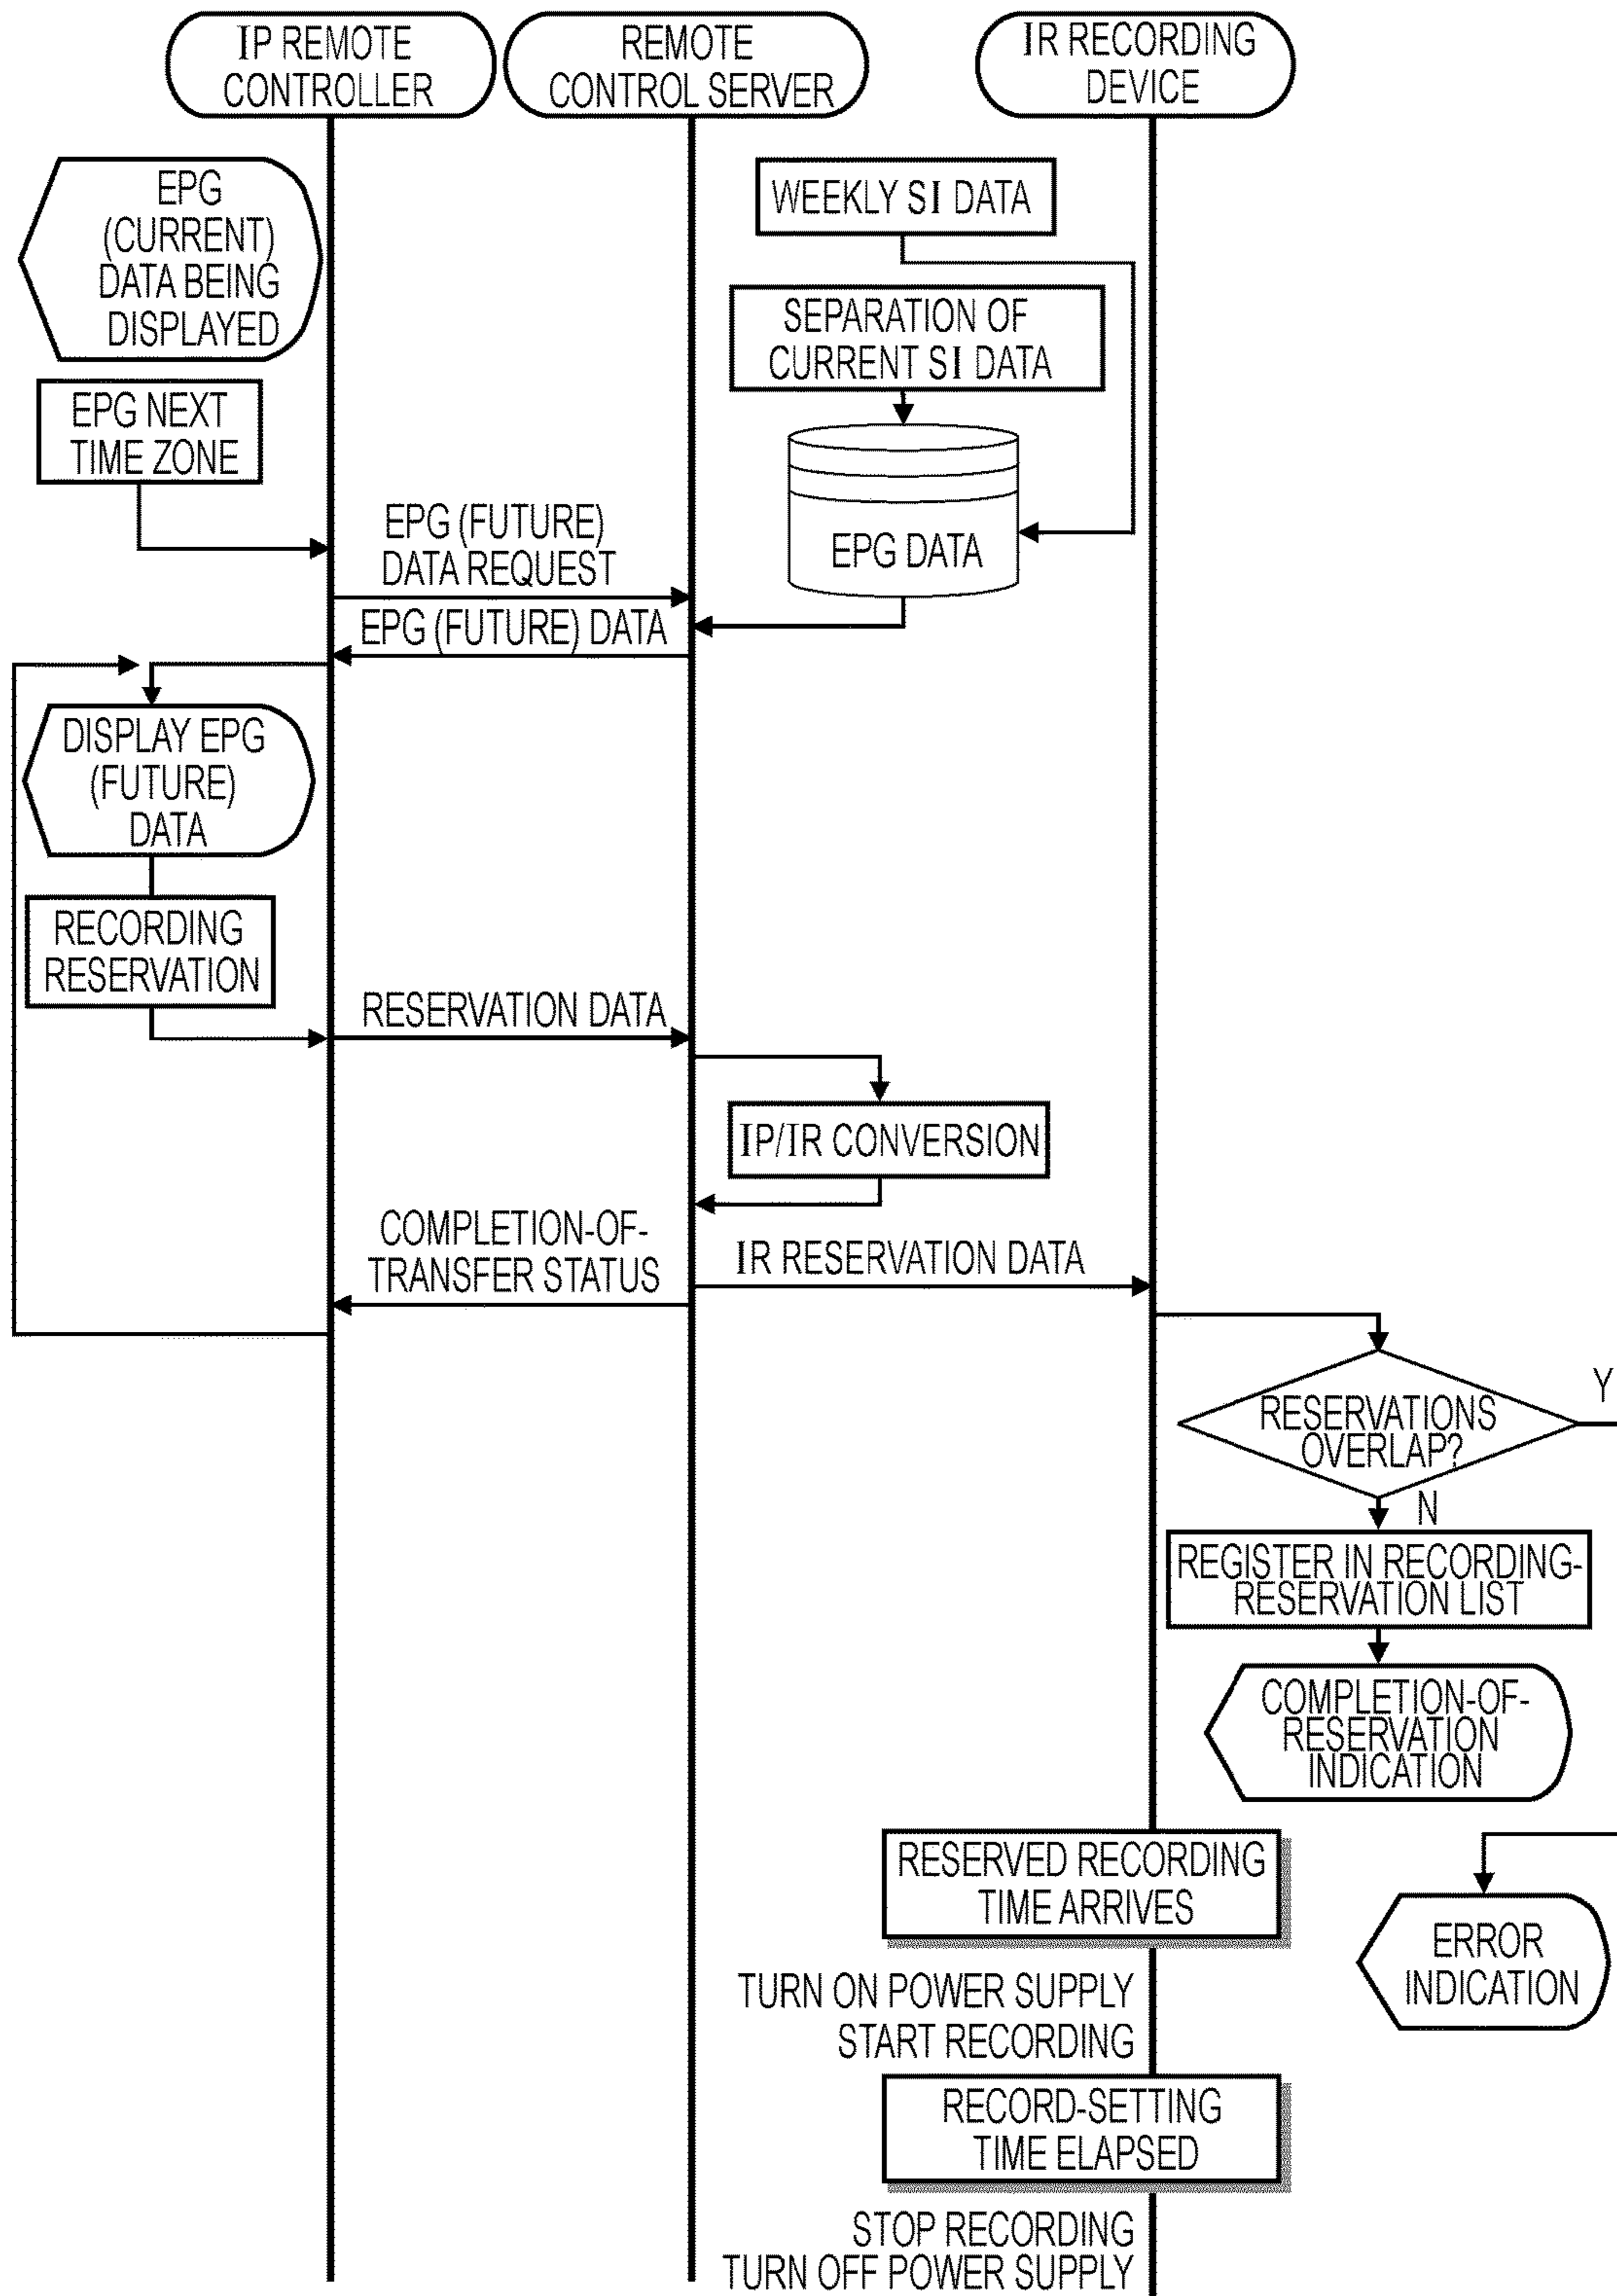 IP REMOTE
CONTROLLER
REMOTE
CONTROL SERVER
IR RECORDING
DEVICE
EPG
(CURRENT)
DATA BEING
DISPLAYED
WEEKLY SI DATA
SEPARATION OF
CURRENT SI DATA
EPG NEXT
TIME ZONE
EPG DATA
EPG (FUTURE)
DATA REQUEST
EPG (FUTURE) DATA
DISPLAY EPG
(FUTURE)
DATA
RECORDING
RESERVATION
RESERVATION DATA
IP/IR CONVERSION
COMPLETION-OF-
TRANSFER STATUS
IR RESERVATION DATA
RESERVATIONS
OVERLAP?
Y
N
REGISTER IN RECORDING-
RESERVATION LIST
COMPLETION-OF-
RESERVATION
INDICATION
RESERVED RECORDING
TIME ARRIVES
ERROR
INDICATION
TURN ON POWER SUPPLY
START RECORDING
RECORD-SETTING
TIME ELAPSED
STOP RECORDING
TURN OFF POWER SUPPLY